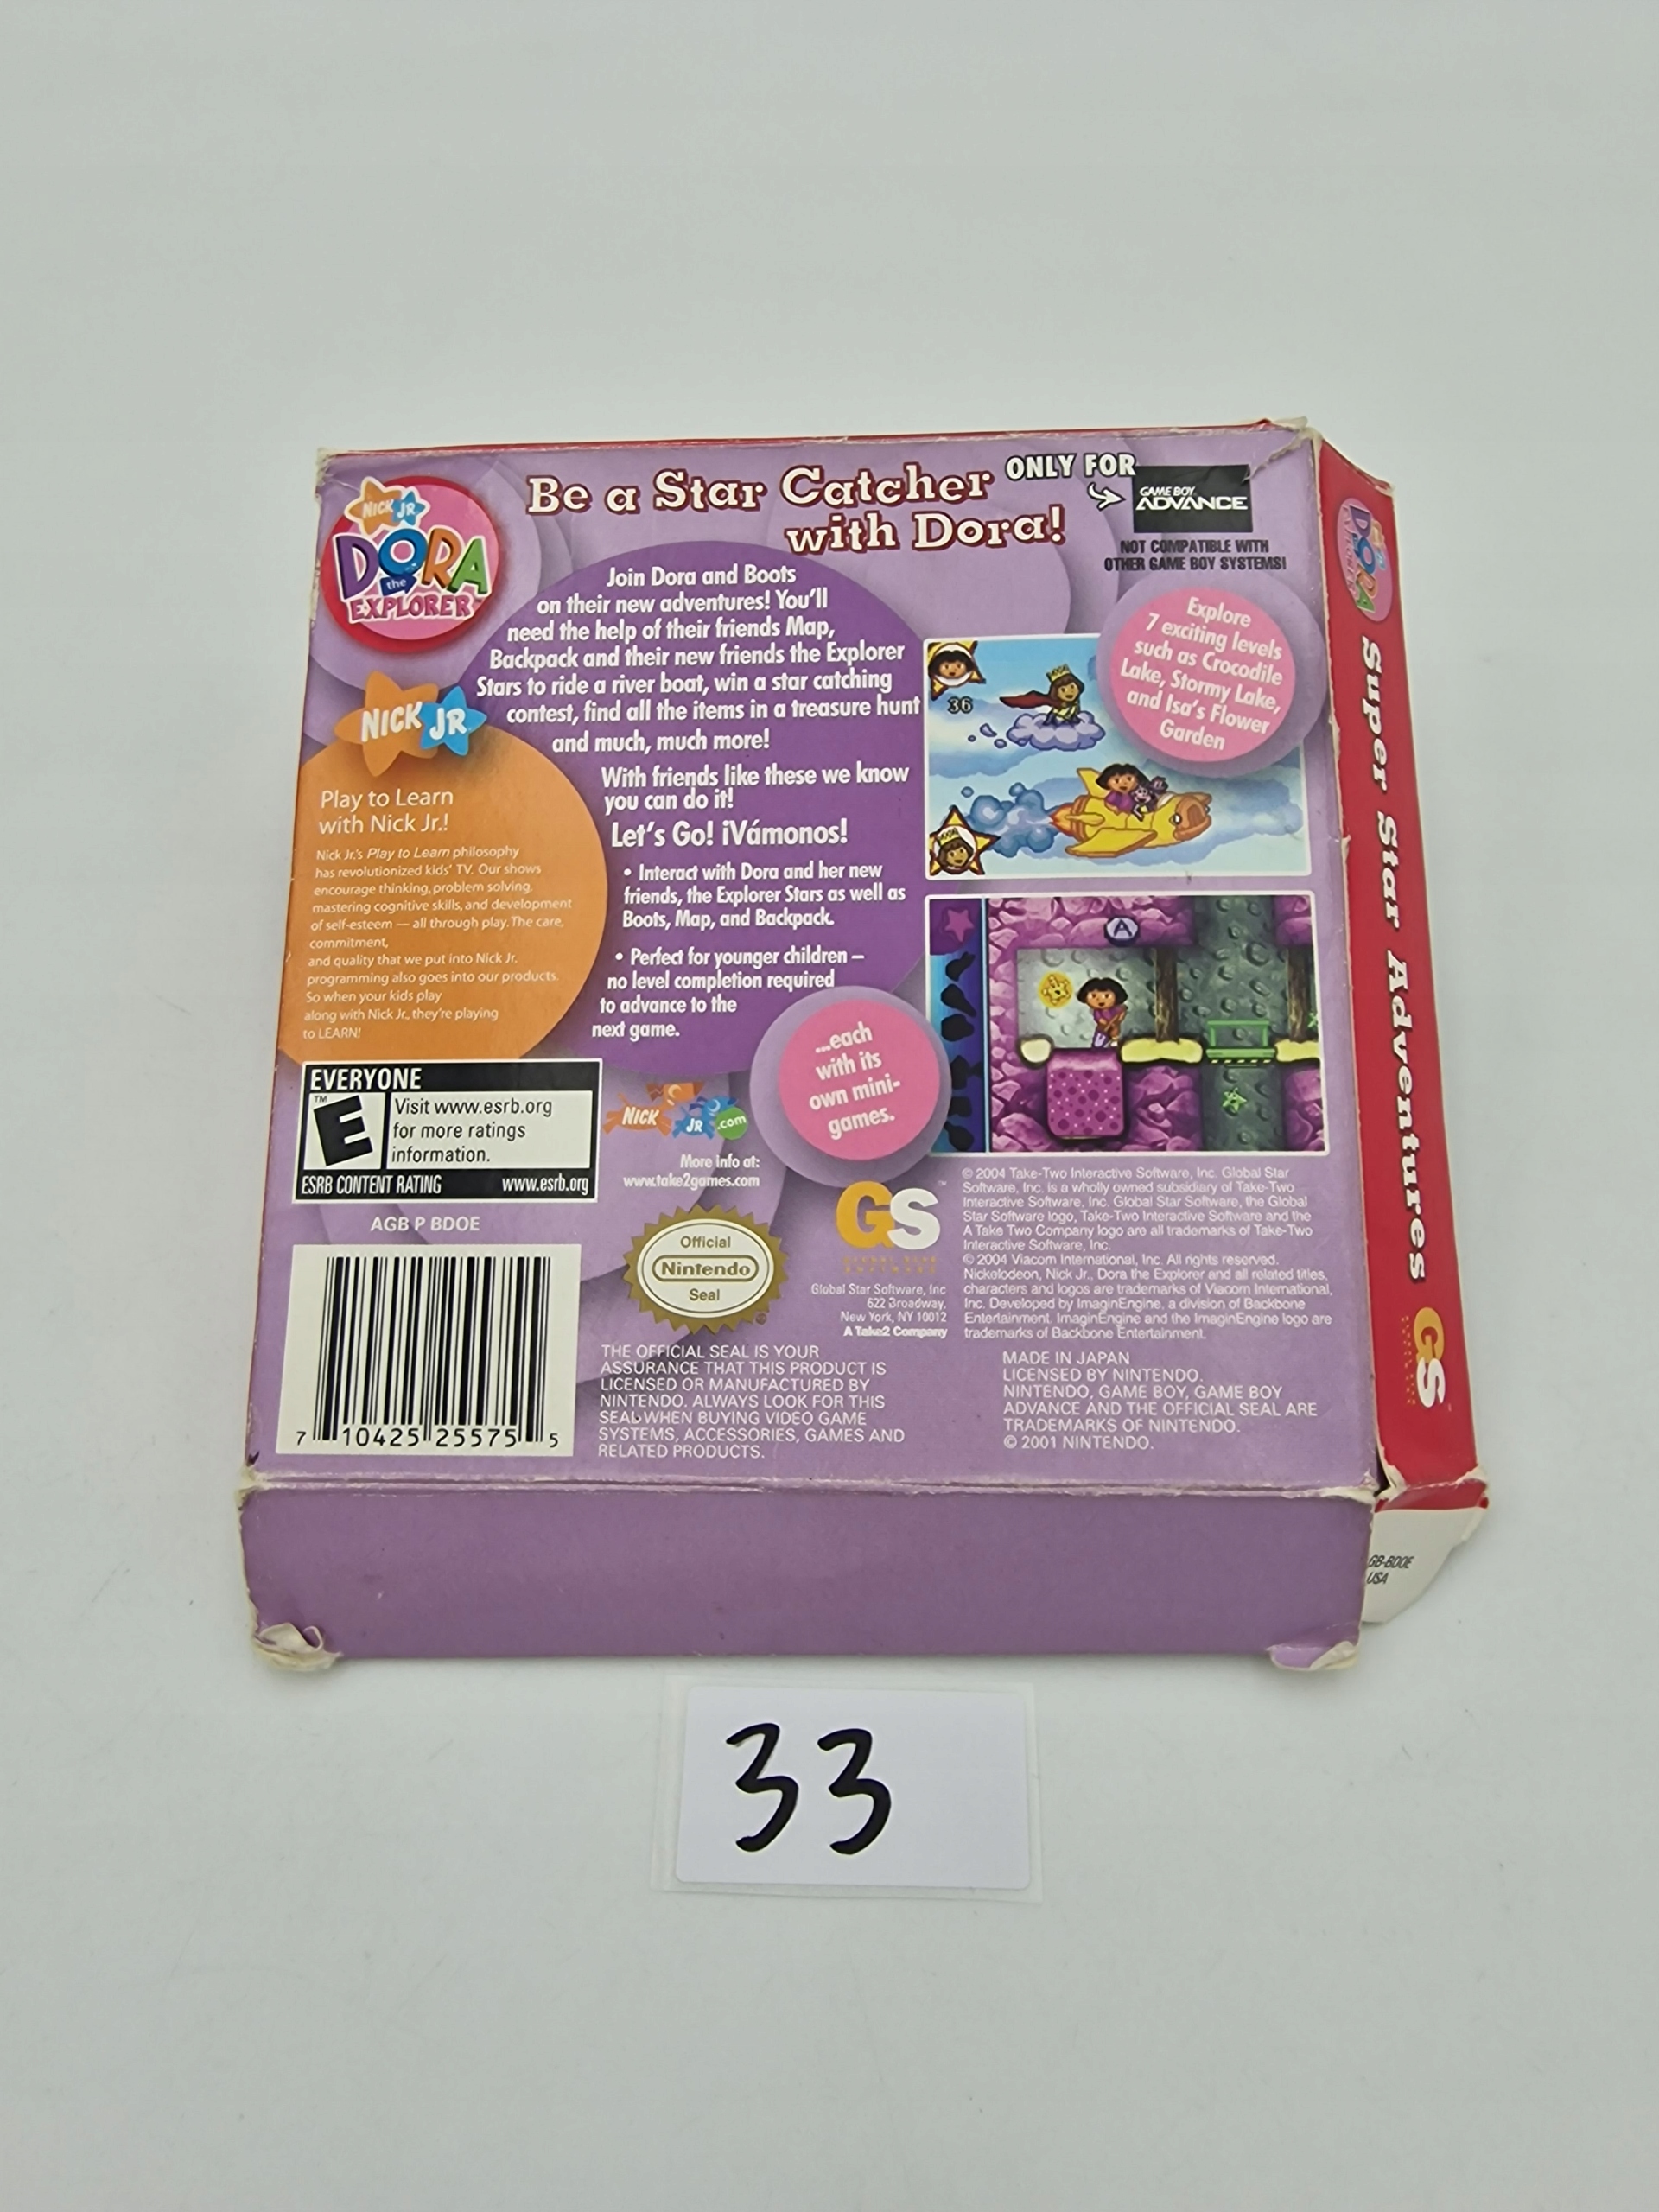 NICK JR
DORA
the
EXPLORER
Be a Star Catcher
with Dora!
ONLY FOR
GAME BOY
ADVANCE
NOT COMPATIBLE WITH
OTHER GAME BOY SYSTEMS!
Join Dora and Boots
on their new adventures! You'll
need the help of their friends Map,
Backpack and their new friends the Explorer
Stars to ride a river boat, win a star catching
contest, find all the items in a treasure hunt
and much, much more!
With friends like these we know
you can do it!
Let's Go! ¡Vámonos!
• Interact with Dora and her new
friends, the Explorer Stars as well as
Boots, Map, and Backpack.
• Perfect for younger children –
no level completion required
to advance to the
next game.
Explore
7 exciting levels
such as Crocodile
Lake, Stormy Lake,
and Isa's Flower
Garden
36
A
...each
with its
own mini-
games.
NICK JR
Play to Learn
with Nick Jr.!
Nick Jr.'s Play to Learn philosophy
has revolutionized kids' TV. Our shows
encourage thinking, problem solving,
mastering cognitive skills, and development
of self-esteem — all through play. The care,
commitment,
and quality that we put into Nick Jr.
programming also goes into our products.
So when your kids play
along with Nick Jr., they're playing
to LEARN!
EVERYONE
E
TM
Visit www.esrb.org
for more ratings
information.
ESRB CONTENT RATING www.esrb.org
NICK JR .com
More info at:
www.take2games.com
AGB P BDOE
7 10425 25575 5
Official
Nintendo
Seal
THE OFFICIAL SEAL IS YOUR
ASSURANCE THAT THIS PRODUCT IS
LICENSED OR MANUFACTURED BY
NINTENDO. ALWAYS LOOK FOR THIS
SEAL WHEN BUYING VIDEO GAME
SYSTEMS, ACCESSORIES, GAMES AND
RELATED PRODUCTS.
GS
Global Star Software, Inc
622 Broadway,
New York, NY 10012
A Take2 Company
© 2004 Take-Two Interactive Software, Inc. Global Star
Software, Inc. is a wholly owned subsidiary of Take-Two
Interactive Software, Inc. Global Star Software, the Global
Star Software logo, Take-Two Interactive Software and the
A Take Two Company logo are all trademarks of Take-Two
Interactive Software, Inc.
© 2004 Viacom International, Inc. All rights reserved.
Nickelodeon, Nick Jr., Dora the Explorer and all related titles,
characters and logos are trademarks of Viacom International,
Inc. Developed by ImaginEngine, a division of Backbone
Entertainment. ImaginEngine and the ImaginEngine logo are
trademarks of Backbone Entertainment.
MADE IN JAPAN
LICENSED BY NINTENDO.
NINTENDO, GAME BOY, GAME BOY
ADVANCE AND THE OFFICIAL SEAL ARE
TRADEMARKS OF NINTENDO.
© 2001 NINTENDO.
DORA
Super Star Adventures
GS
GB-BDOE
USA
33